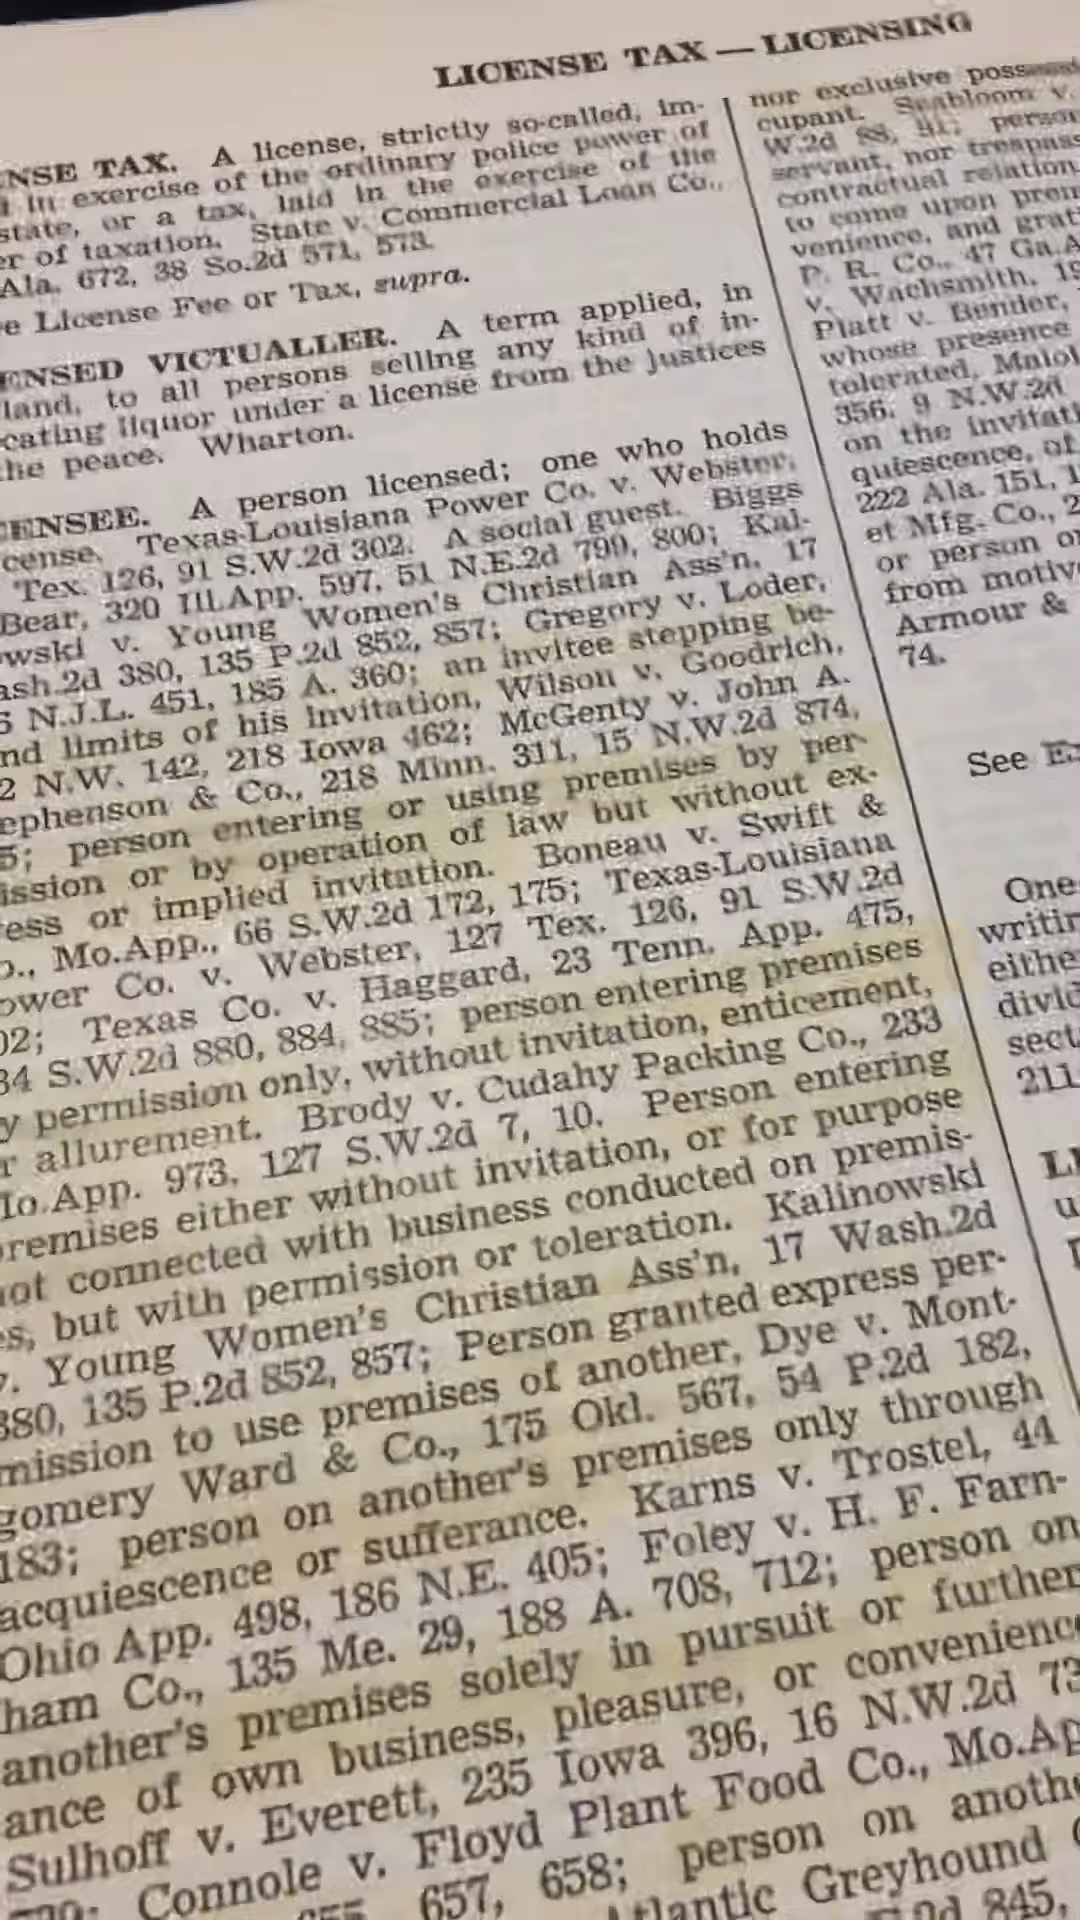 LICENSE TAX — LICENSING
NSE TAX. A license, strictly so-called, im-
in exercise of the ordinary police power of
state, or a tax, laid in the exercise of the
er of taxation. State v. Commercial Loan Co.,
Ala. 672, 38 So.2d 571, 573.
e License Fee or Tax, supra.
ENSED VICTUALLER. A term applied, in
land, to all persons selling any kind of in-
cating liquor under a license from the justices
he peace. Wharton.
ENSEE. A person licensed; one who holds
cense. Texas-Louisiana Power Co. v. Webster,
Tex. 126, 91 S.W.2d 302. A social guest. Biggs
Bear, 320 Ill.App. 597, 51 N.E.2d 799, 800; Kal-
wski v. Young Women's Christian Ass'n, 17
ash.2d 380, 135 P.2d 852, 857; Gregory v. Loder,
N.J.L. 451, 185 A. 360; an invitee stepping be-
nd limits of his invitation, Wilson v. Goodrich,
2 N.W. 142, 218 Iowa 462; McGenty v. John A.
ephenson & Co., 218 Minn. 311, 15 N.W.2d 874,
5; person entering or using premises by per-
ission or by operation of law but without ex-
ess or implied invitation. Boneau v. Swift &
o., Mo.App., 66 S.W.2d 172, 175; Texas-Louisiana
ower Co. v. Webster, 127 Tex. 126, 91 S.W.2d
02; Texas Co. v. Haggard, 23 Tenn. App. 475,
34 S.W.2d 880, 884, 885; person entering premises
y permission only, without invitation, enticement,
r allurement. Brody v. Cudahy Packing Co., 233
Mo.App. 973, 127 S.W.2d 7, 10. Person entering
premises either without invitation, or for purpose
not connected with business conducted on premis-
es, but with permission or toleration. Kalinowski
v. Young Women's Christian Ass'n, 17 Wash.2d
380, 135 P.2d 852, 857; Person granted express per-
mission to use premises of another, Dye v. Mont-
gomery Ward & Co., 175 Okl. 567, 54 P.2d 182,
183; person on another's premises only through
acquiescence or sufferance. Karns v. Trostel, 44
Ohio App. 498, 186 N.E. 405; Foley v. H. F. Farn-
ham Co., 135 Me. 29, 188 A. 708, 712; person on
another's premises solely in pursuit or further
ance of own business, pleasure, or convenience
Sulhoff v. Everett, 235 Iowa 396, 16 N.W.2d 73
Connole v. Floyd Plant Food Co., Mo.Ap
657, 658; person on anothe
tlantic Greyhound
845,
nor exclusive possess
cupant. Seabloom v.
W.2d 88, 91; person
servant, nor trespass
contractual relation
to come upon prem
venience, and grati
P. R. Co., 47 Ga.A
v. Wachsmith, 19
Platt v. Bender,
whose presence
tolerated, Malol
356, 9 N.W.2d
on the invitati
quiescence, of
222 Ala. 151, 1
et Mfg. Co., 2
or person on
from motiv
Armour &
74.
See Ex
One
writin
eithe
divid
sect
211
LI
u